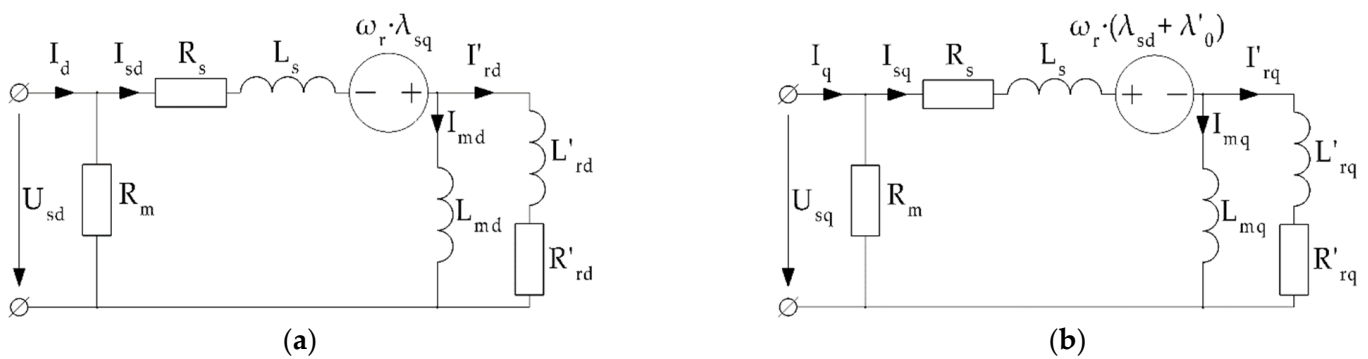 ω_r·λ_sq
I_d I_sd R_s L_s I'_rd
I_md
L'_rd
U_sd R_m L_md
R'_rd
(a)
ω_r·(λ_sd + λ'_0)
I_q I_sq R_s L_s I'_rq
I_mq
L'_rq
U_sq R_m L_mq
R'_rq
(b)